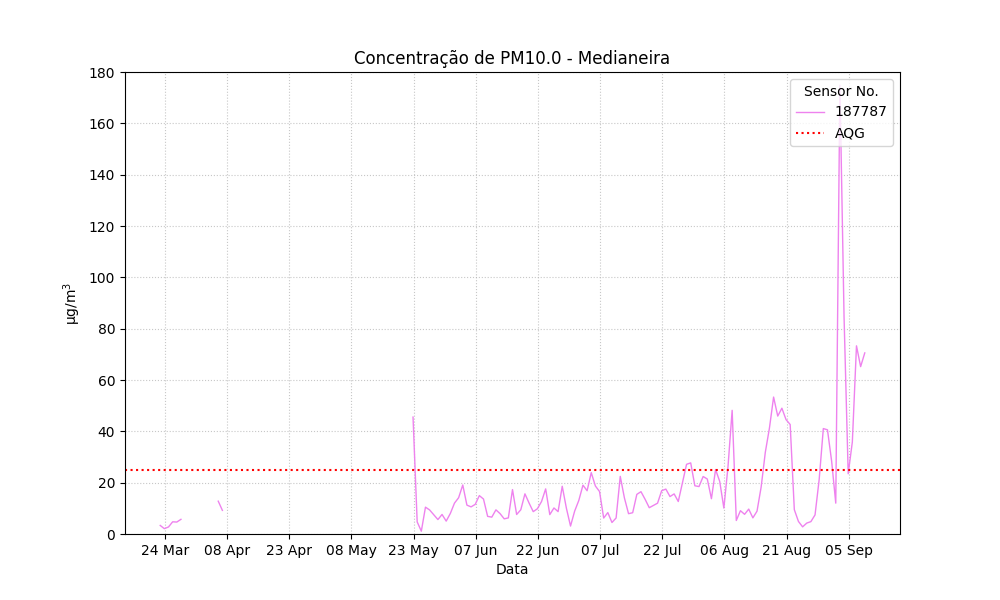 Concentração de PM10.0 - Medianeira
Sensor No.
187787
AQG
180
160
140
120
100
80
60
40
20
0
µg/m³
24 Mar
08 Apr
23 Apr
08 May
23 May
07 Jun
22 Jun
07 Jul
22 Jul
06 Aug
21 Aug
05 Sep
Data